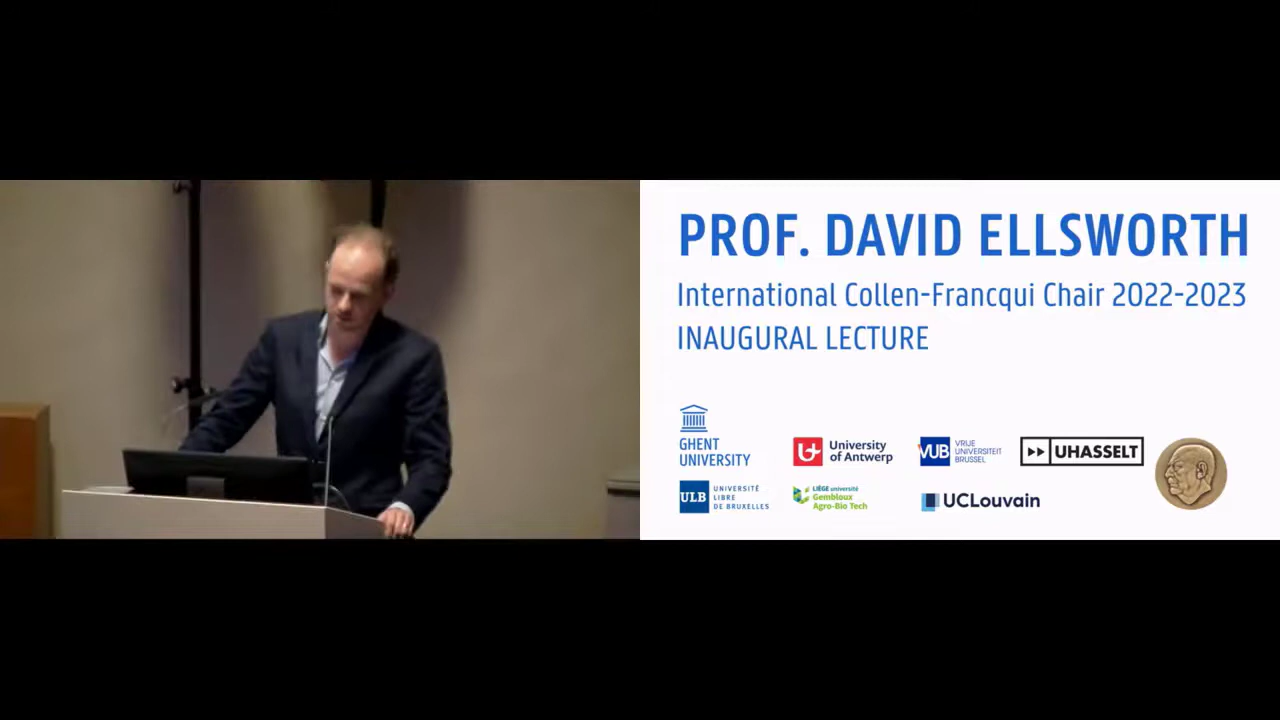 PROF. DAVID ELLSWORTH
International Collen-Francqui Chair 2022-2023
INAUGURAL LECTURE
GHENT
UNIVERSITY
University
of Antwerp
VUB
VRIJE
UNIVERSITEIT
BRUSSEL
UHASSELT
ULB
UNIVERSITÉ
LIBRE
DE BRUXELLES
LIÈGE université
Gembloux
Agro-Bio Tech
UCLouvain